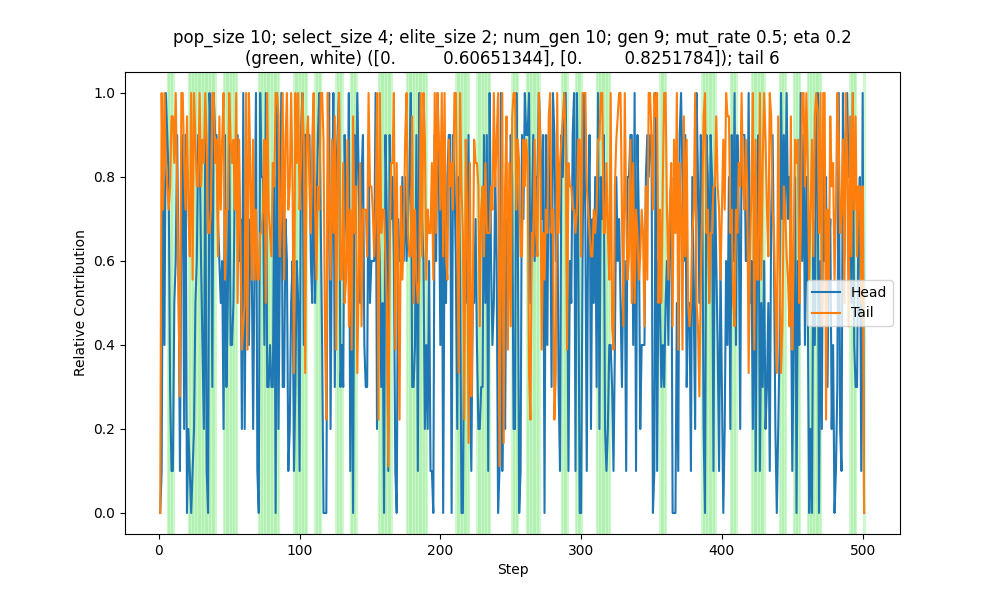 pop_size 10; select_size 4; elite_size 2; num_gen 10; gen 9; mut_rate 0.5; eta 0.2
(green, white) ([0. 0.60651344], [0. 0.8251784]); tail 6
Relative Contribution
1.0
0.8
0.6
0.4
0.2
0.0
Head
Tail
0 100 200 300 400 500
Step